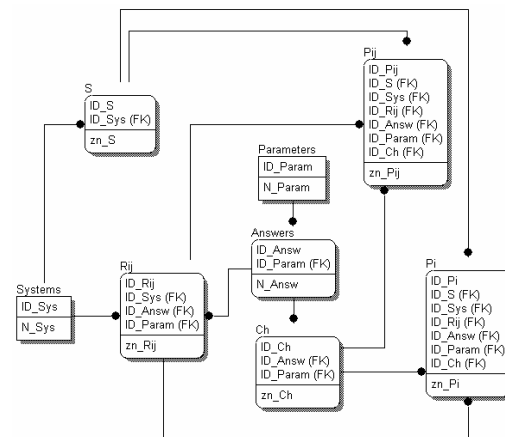 S
ID_S
ID_Sys (FK)
zn_S
Pij
ID_Pij
ID_S (FK)
ID_Sys (FK)
ID_Rij (FK)
ID_Answ (FK)
ID_Param (FK)
ID_Ch (FK)
zn_Pij
Parameters
ID_Param
N_Param
Answers
ID_Answ
ID_Param (FK)
N_Answ
Systems
ID_Sys
N_Sys
Rij
ID_Rij
ID_Sys (FK)
ID_Answ (FK)
ID_Param (FK)
zn_Rij
Ch
ID_Ch
ID_Answ (FK)
ID_Param (FK)
zn_Ch
Pi
ID_Pi
ID_S (FK)
ID_Sys (FK)
ID_Rij (FK)
ID_Answ (FK)
ID_Param (FK)
ID_Ch (FK)
zn_Pi